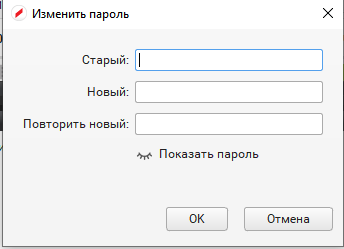 Изменить пароль
Старый:
Новый:
Повторить новый:
Показать пароль
OK Отмена